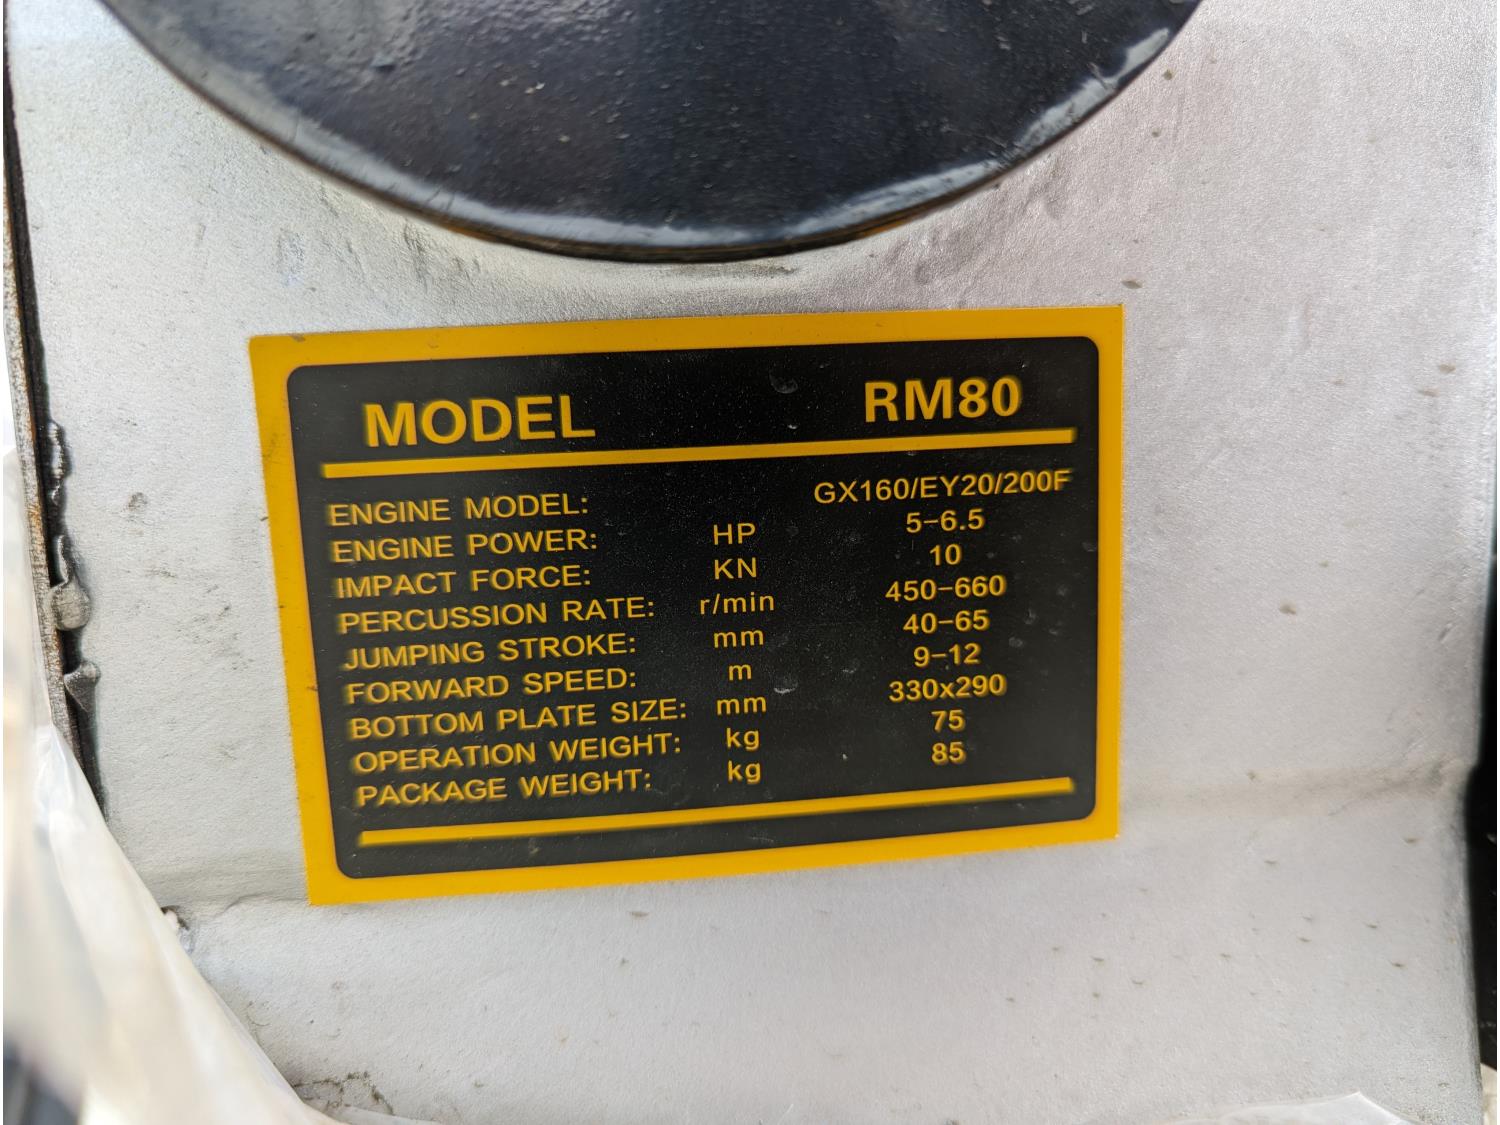 MODEL RM80
ENGINE MODEL: GX160/EY20/200F
ENGINE POWER: HP 5-6.5
IMPACT FORCE: KN 10
PERCUSSION RATE: r/min 450-660
JUMPING STROKE: mm 40-65
FORWARD SPEED: m 9-12
BOTTOM PLATE SIZE: mm 330x290
OPERATION WEIGHT: kg 75
PACKAGE WEIGHT: kg 85